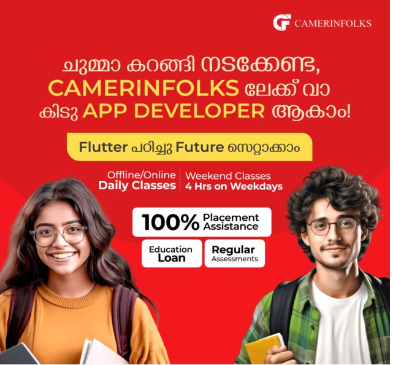 CAMERINFOLKS
ചുമ്മാ കറങ്ങി നടക്കേണ്ട,
CAMERINFOLKS ലേക്ക് വാ
കിടു APP DEVELOPER ആകാം!
Flutter പഠിച്ചു Future സെറ്റാക്കാം
Offline/Online
Daily Classes
Weekend Classes
4 Hrs on Weekdays
100% Placement
Assistance
Education
Loan
Regular
Assessments